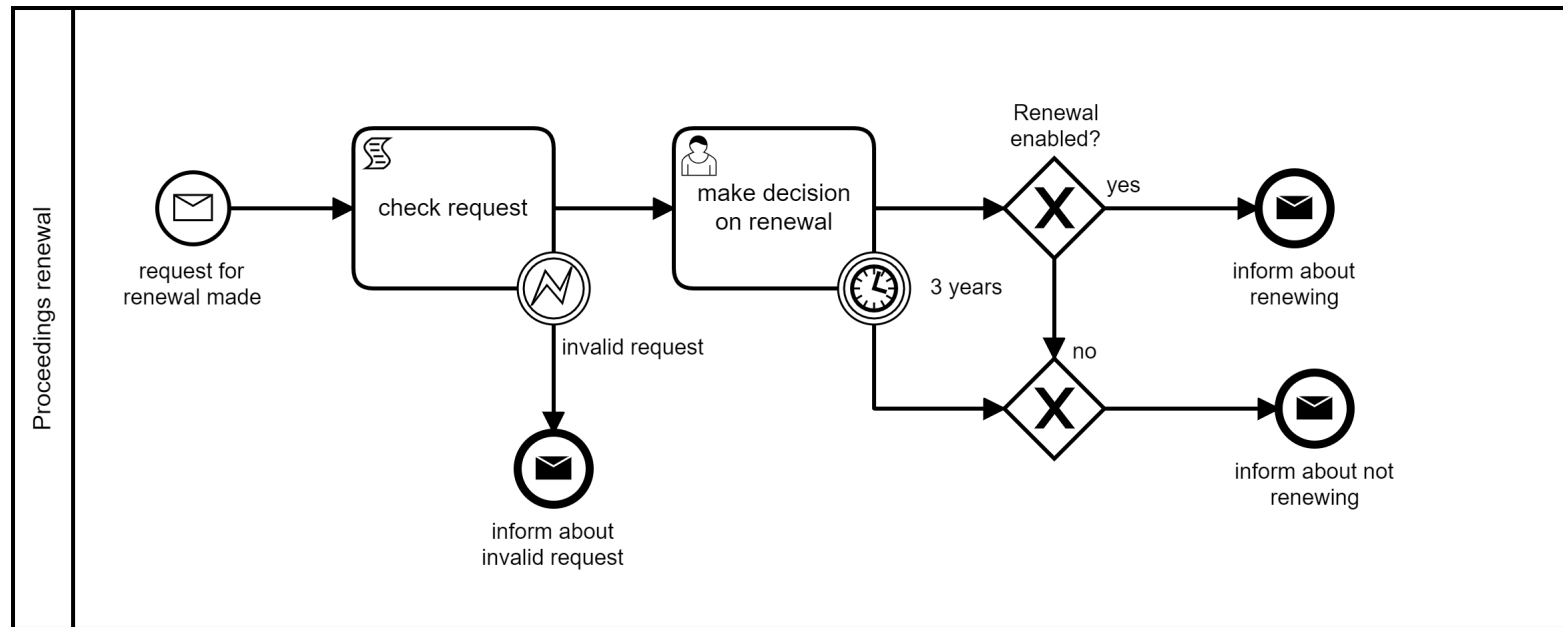 Proceedings renewal
request for
renewal made
check request
invalid request
inform about
invalid request
make decision
on renewal
3 years
Renewal
enabled?
yes
no
inform about
renewing
inform about not
renewing